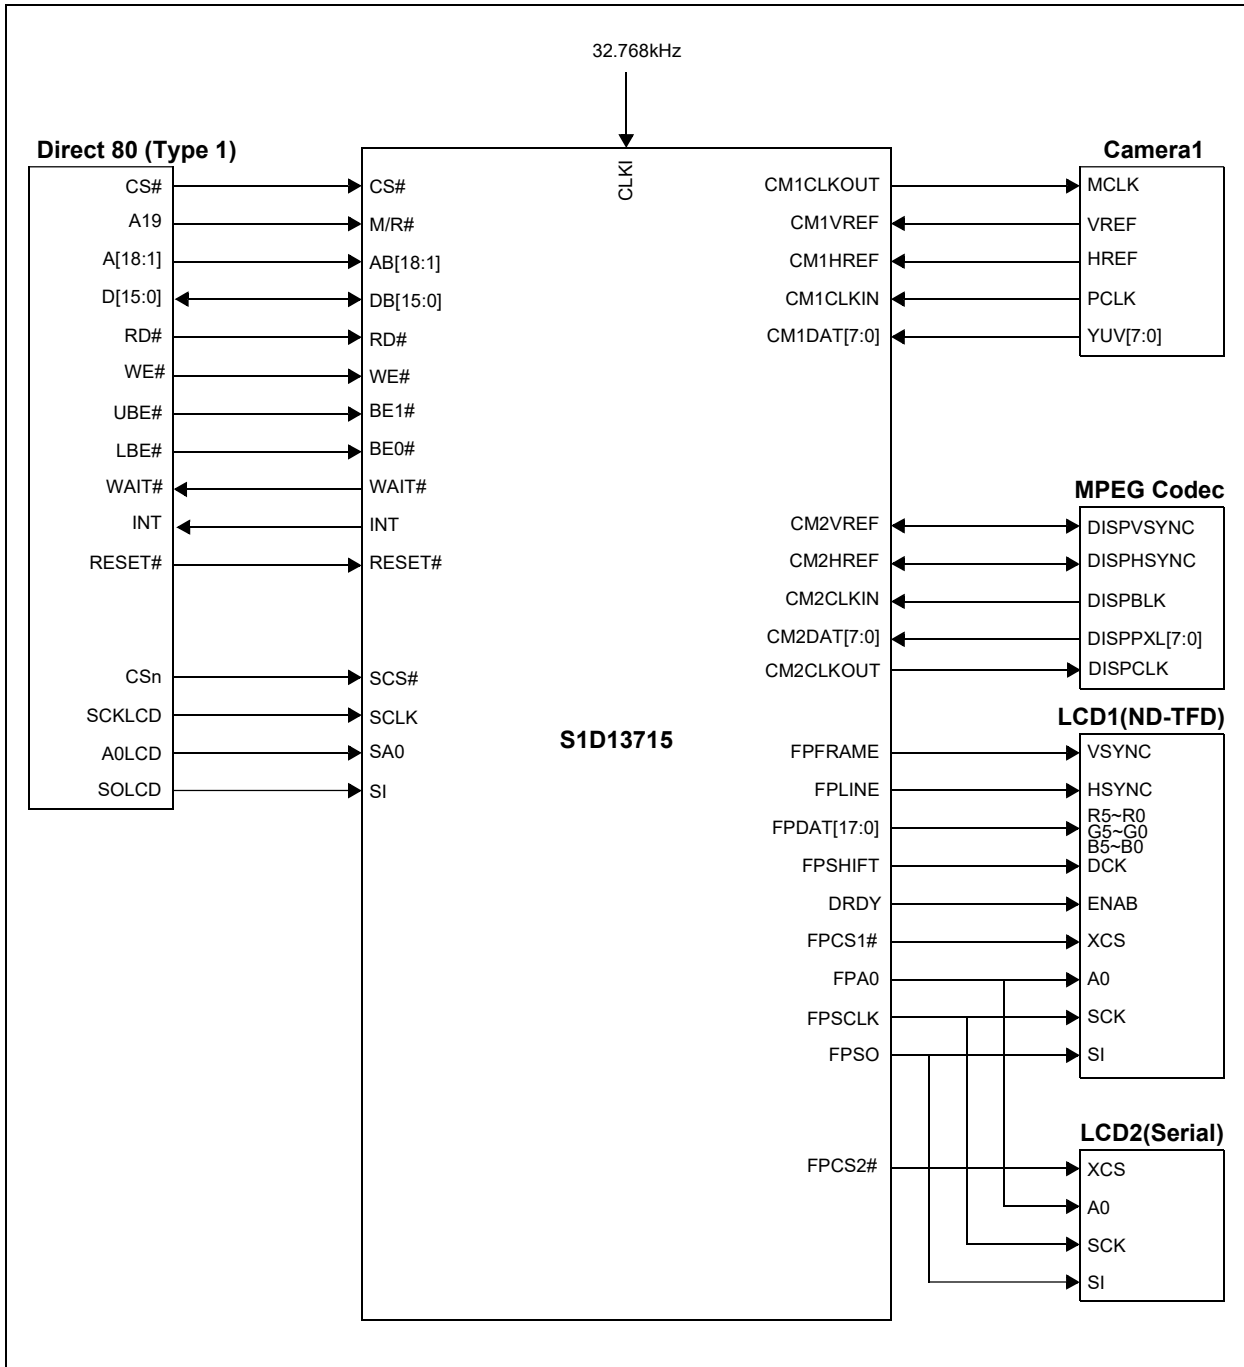 32.768kHz
CLKI
Direct 80 (Type 1)
CS#
A19
A[18:1]
D[15:0]
RD#
WE#
UBE#
LBE#
WAIT#
INT
RESET#
CSn
SCKLCD
A0LCD
SOLCD
CS#
M/R#
AB[18:1]
DB[15:0]
RD#
WE#
BE1#
BE0#
WAIT#
INT
RESET#
SCS#
SCLK
SA0
SI
S1D13715
CM1CLKOUT
CM1VREF
CM1HREF
CM1CLKIN
CM1DAT[7:0]
CM2VREF
CM2HREF
CM2CLKIN
CM2DAT[7:0]
CM2CLKOUT
FPFRAME
FPLINE
FPDAT[17:0]
FPSHIFT
DRDY
FPCS1#
FPA0
FPSCLK
FPSO
FPCS2#
Camera1
MCLK
VREF
HREF
PCLK
YUV[7:0]
MPEG Codec
DISPVSYNC
DISPHSYNC
DISPBLK
DISPPXL[7:0]
DISPCLK
LCD1(ND-TFD)
VSYNC
HSYNC
R5~R0
G5~G0
B5~B0
DCK
ENAB
XCS
A0
SCK
SI
LCD2(Serial)
XCS
A0
SCK
SI